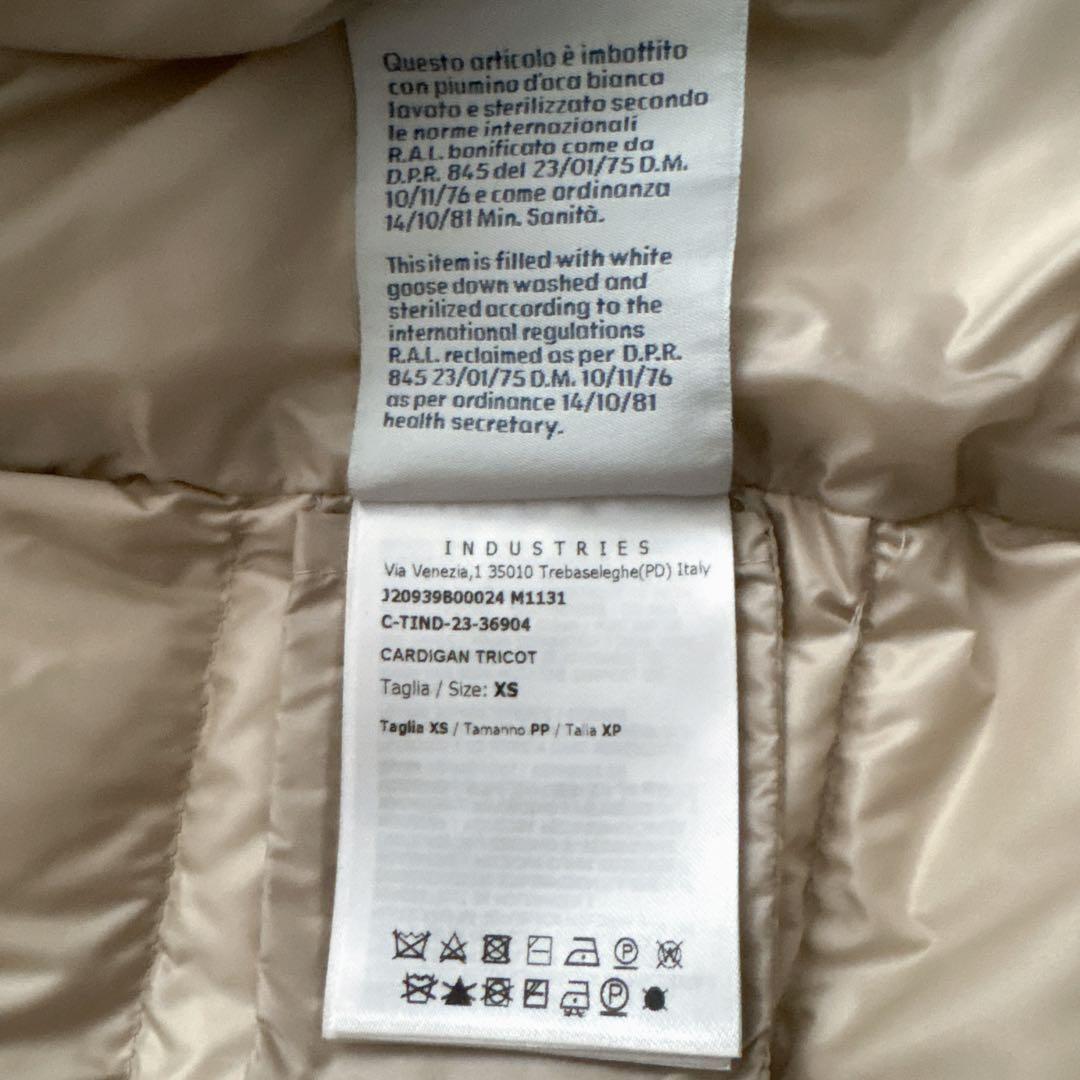 Questo articolo è imbottito
con piumino d'oca bianca
lavato e sterilizzato secondo
le norme internazionali
R.A.L. bonificato come da
D.P.R. 845 del 23/01/75 D.M.
10/11/76 e come ordinanza
14/10/81 Min. Sanità.
This item is filled with white
goose down washed and
sterilized according to the
international regulations
R.A.L. reclaimed as per D.P.R.
845 23/01/75 D.M. 10/11/76
as per ordinance 14/10/81
health secretary.
INDUSTRIES
Via Venezia,1 35010 Trebaseleghe(PD) Italy
J20939B00024 M1131
C-TIND-23-36904
CARDIGAN TRICOT
Taglia / Size: XS
Taglia XS / Tamanno PP / Talla XP